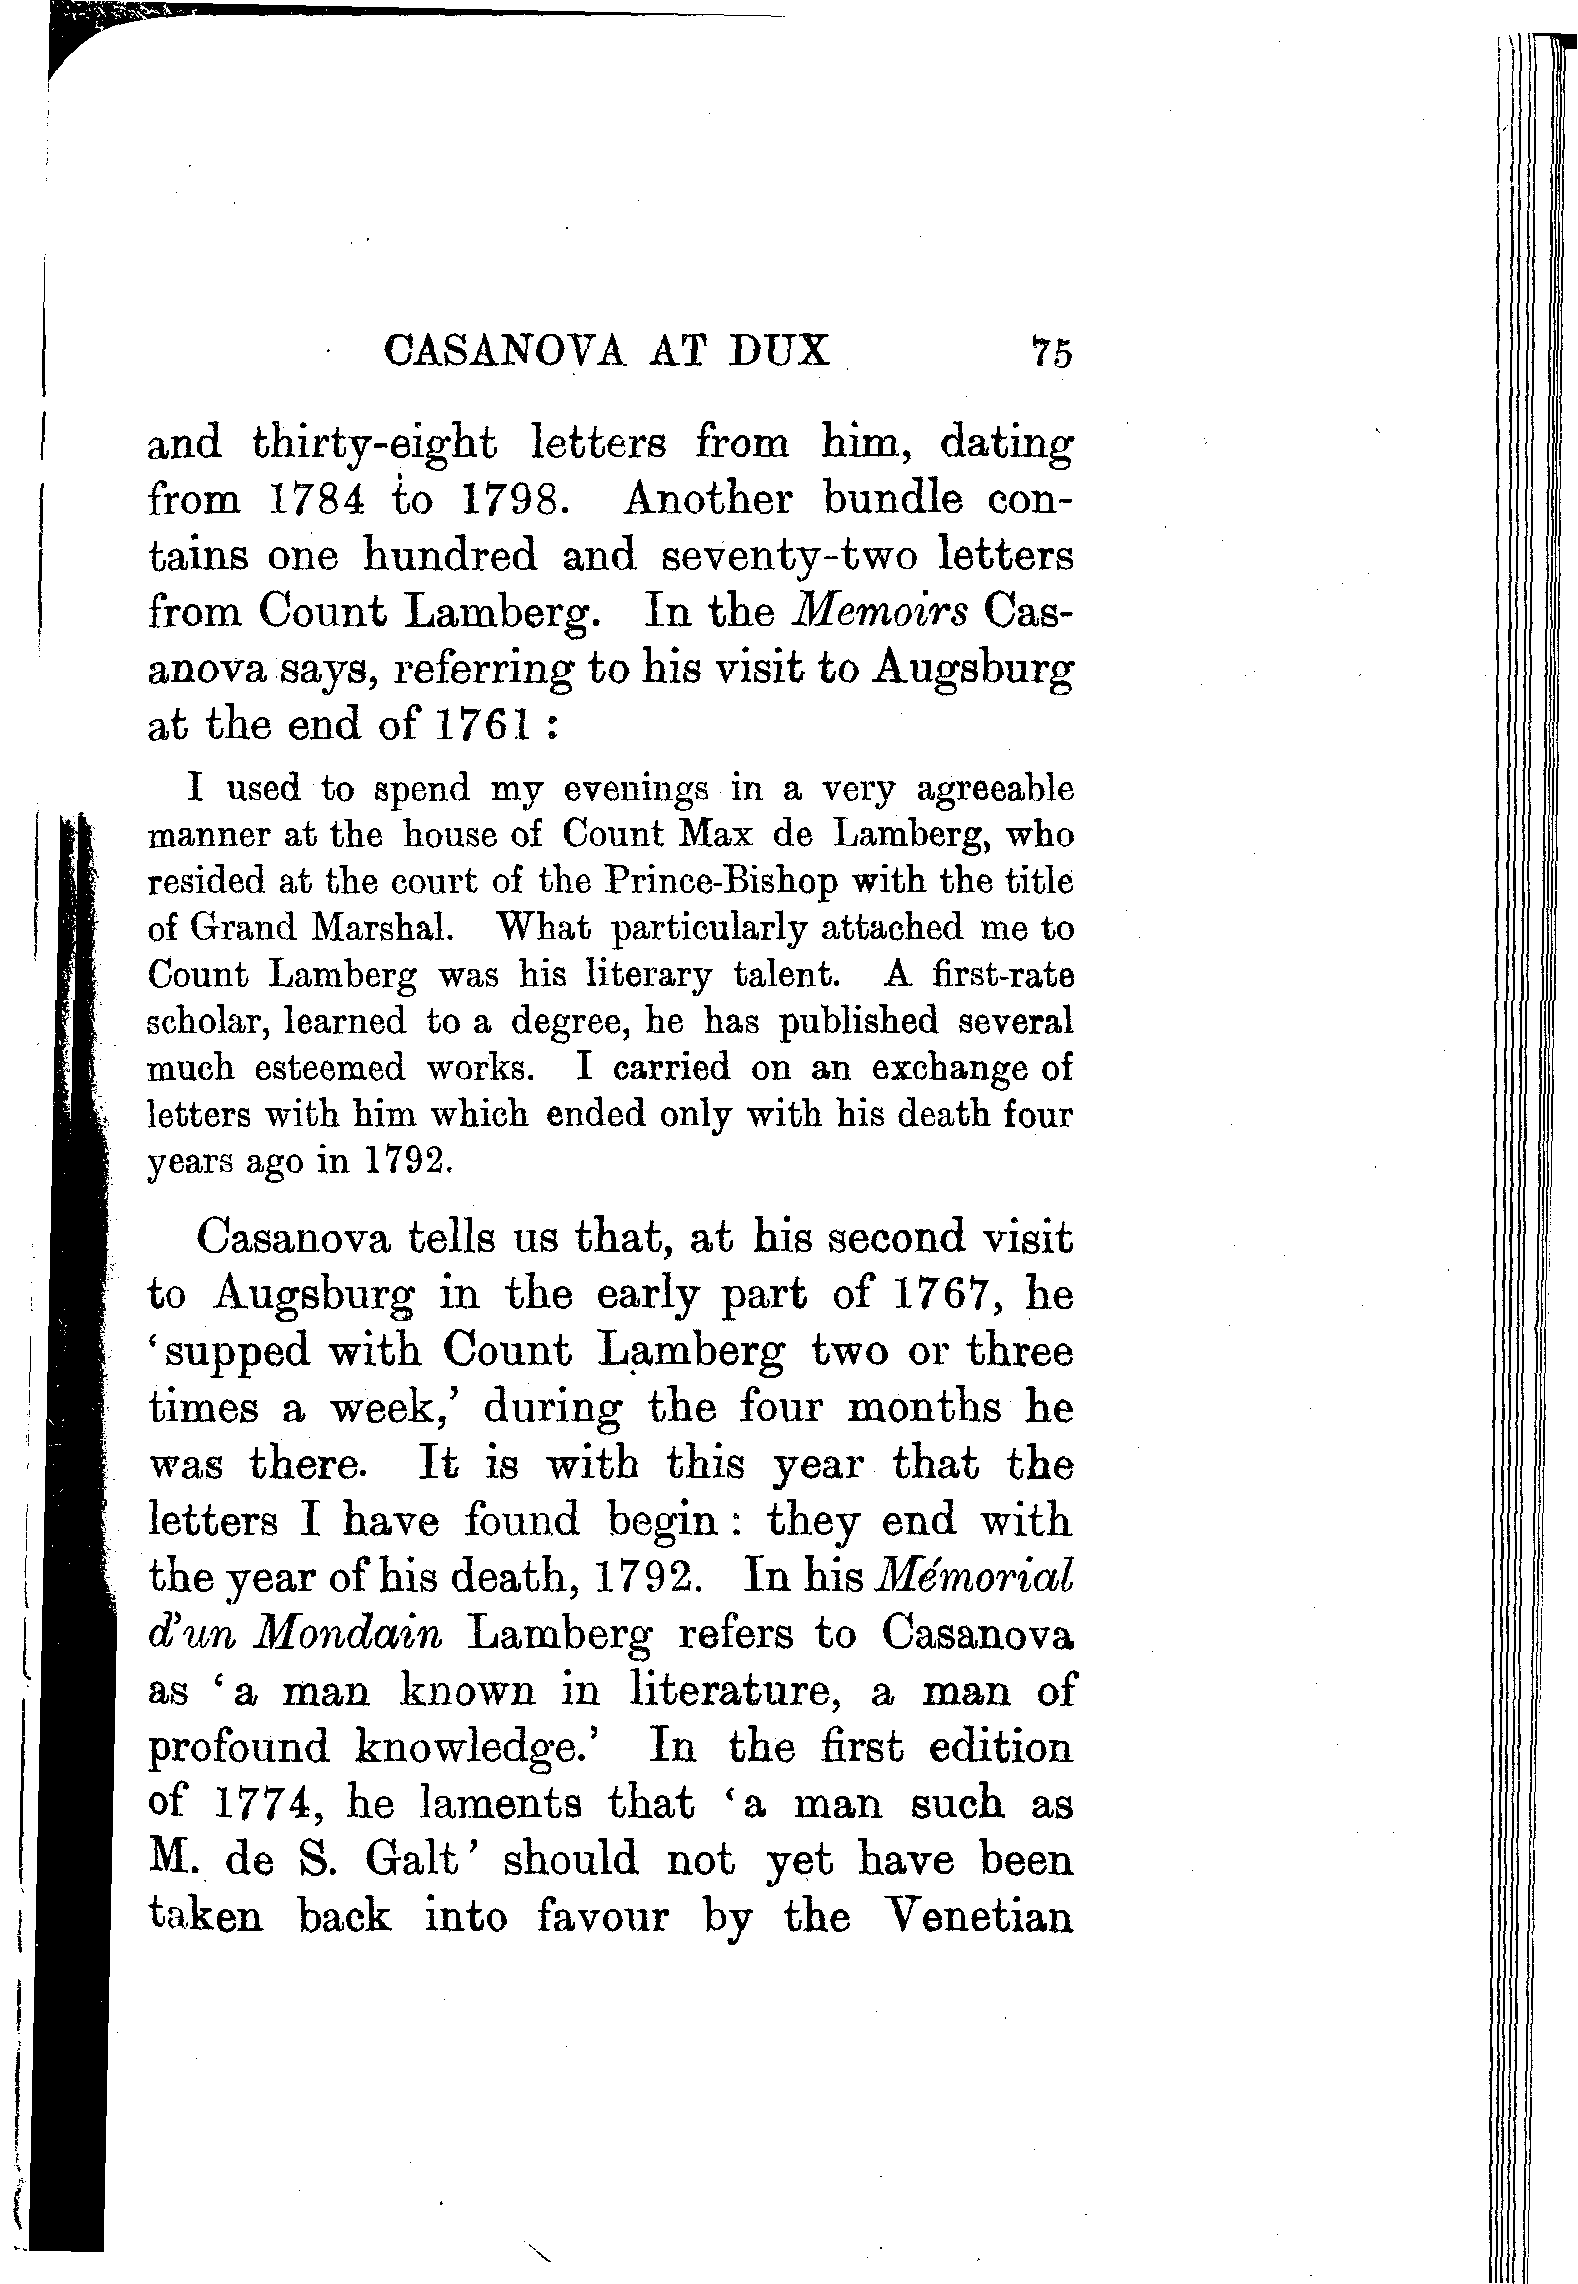 CASANOVA AT DUX 75
and thirty-eight letters from him, dating
from 1784 to 1798. Another bundle con-
tains one hundred and seventy-two letters
from Count Lamberg. In the Memoirs Cas-
anova says, referring to his visit to Augsburg
at the end of 1761 :
I used to spend my evenings in a very agreeable
manner at the house of Count Max de Lamberg, who
resided at the court of the Prince-Bishop with the title
of Grand Marshal. What particularly attached me to
Count Lamberg was his literary talent. A first-rate
scholar, learned to a degree, he has published several
much esteemed works. I carried on an exchange of
letters with him which ended only with his death four
years ago in 1792.
Casanova tells us that, at his second visit
to Augsburg in the early part of 1767, he
‘supped with Count Lamberg two or three
times a week,’ during the four months he
was there. It is with this year that the
letters I have found begin : they end with
the year of his death, 1792. In his Mémorial
d’un Mondain Lamberg refers to Casanova
as ‘a man known in literature, a man of
profound knowledge.’ In the first edition
of 1774, he laments that ‘a man such as
M. de S. Galt’ should not yet have been
taken back into favour by the Venetian